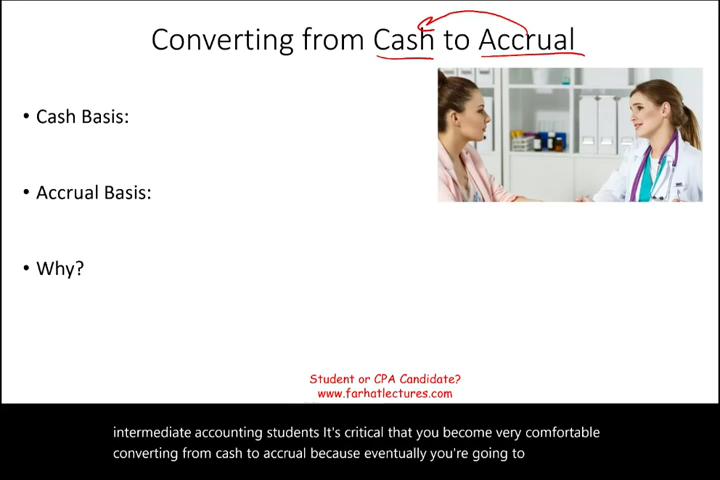 Converting from Cash to Accrual
• Cash Basis:
• Accrual Basis:
• Why?
Student or CPA Candidate?
www.farhatlectures.com
intermediate accounting students It's critical that you become very comfortable
converting from cash to accrual because eventually you're going to